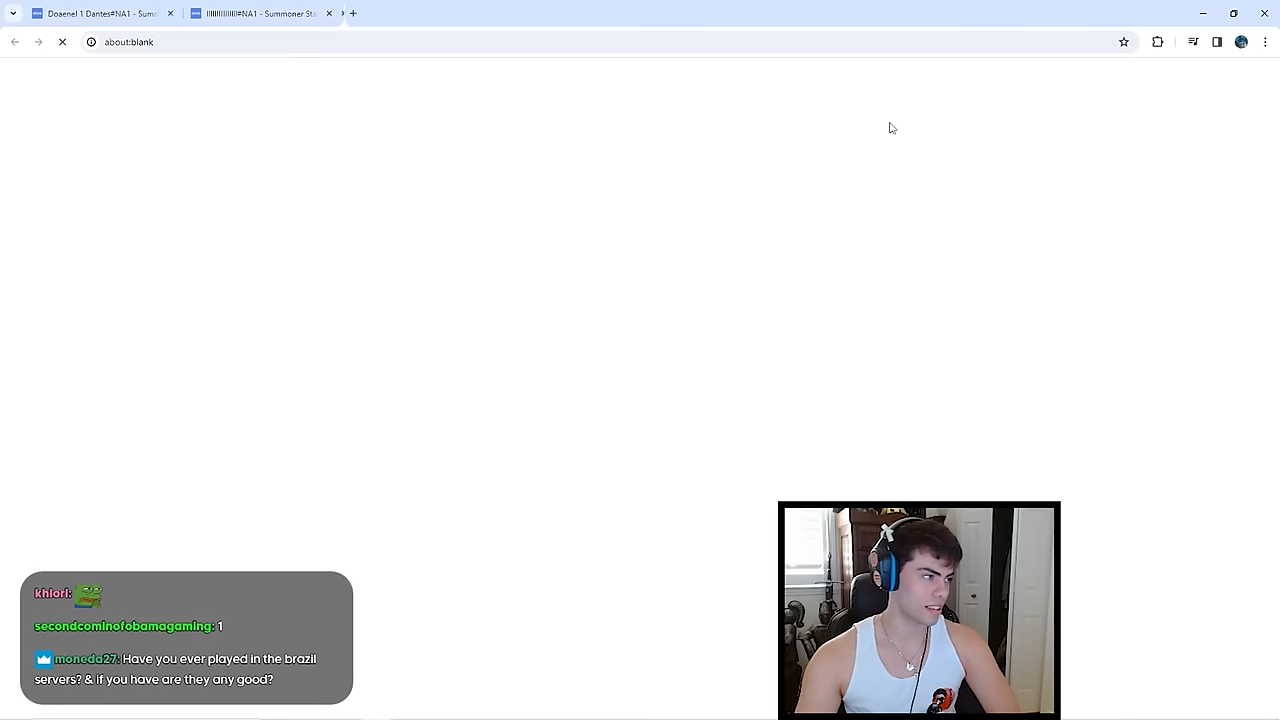 Doaenel 1 Dantes#NA1 - Summ
#NA1 - Summoner Sta
about:blank
khiori:
secondcominofobamagaming: 1
moneda27: Have you ever played in the brazil
servers? & if you have are they any good?